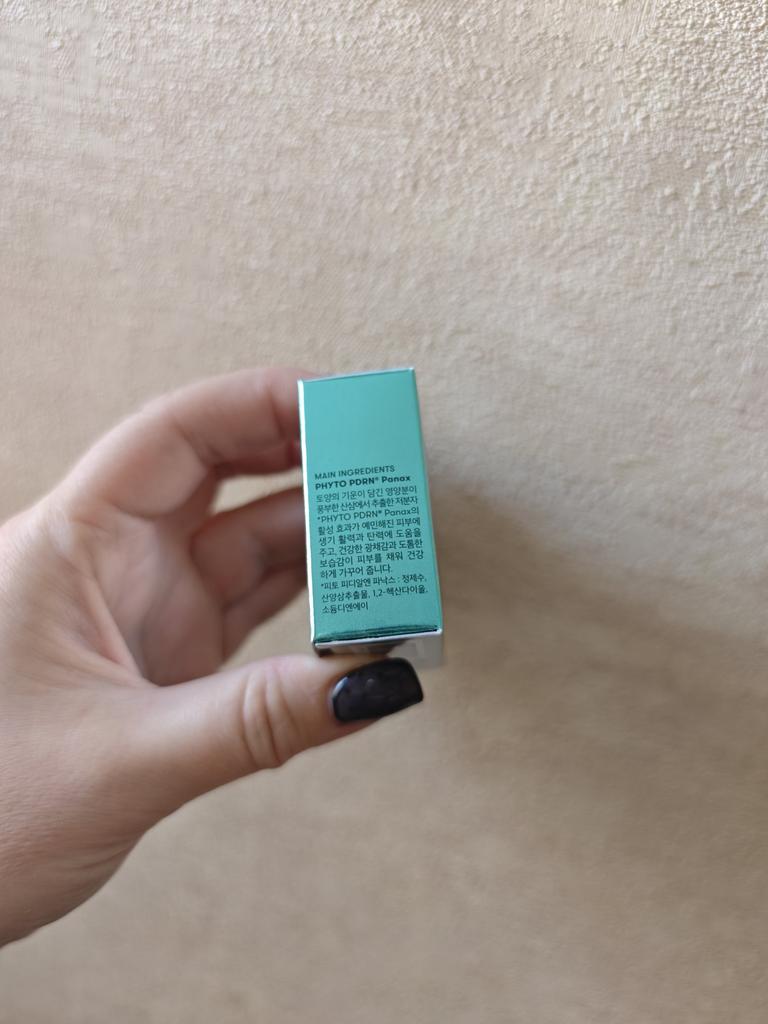 MAIN INGREDIENTS
PHYTO PDRN® Panax
토양의 기운이 담긴 영양분이
풍부한 산삼에서 추출한 저분자
*PHYTO PDRN® Panax의
활성 효과가 예민해진 피부에
생기 활력과 탄력에 도움을
주고, 건강한 광채감과 도톰한
보습감이 피부를 채워 건강
하게 가꾸어 줍니다.
*피토 피디알엔 파낙스 : 정제수,
산양삼추출물, 1,2-헥산다이올,
소듐디엔에이